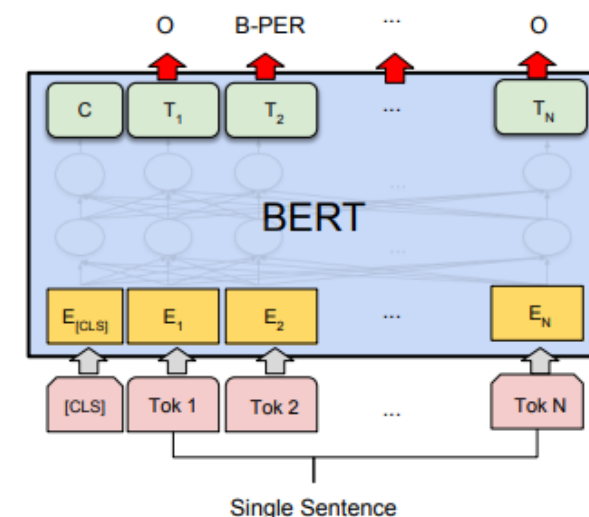 O B-PER ... O
C T1 T2 ... TN
...
BERT
...
E[CLS] E1 E2 ... EN
[CLS] Tok 1 Tok 2 ... Tok N
Single Sentence